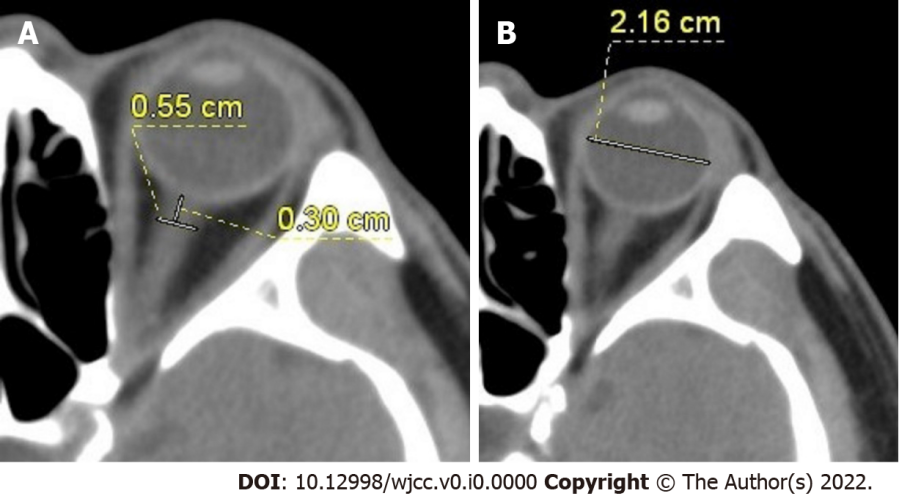 A
0.55 cm
0.30 cm
B
2.16 cm
DOI: 10.12998/wjcc.v0.i0.0000 Copyright © The Author(s) 2022.